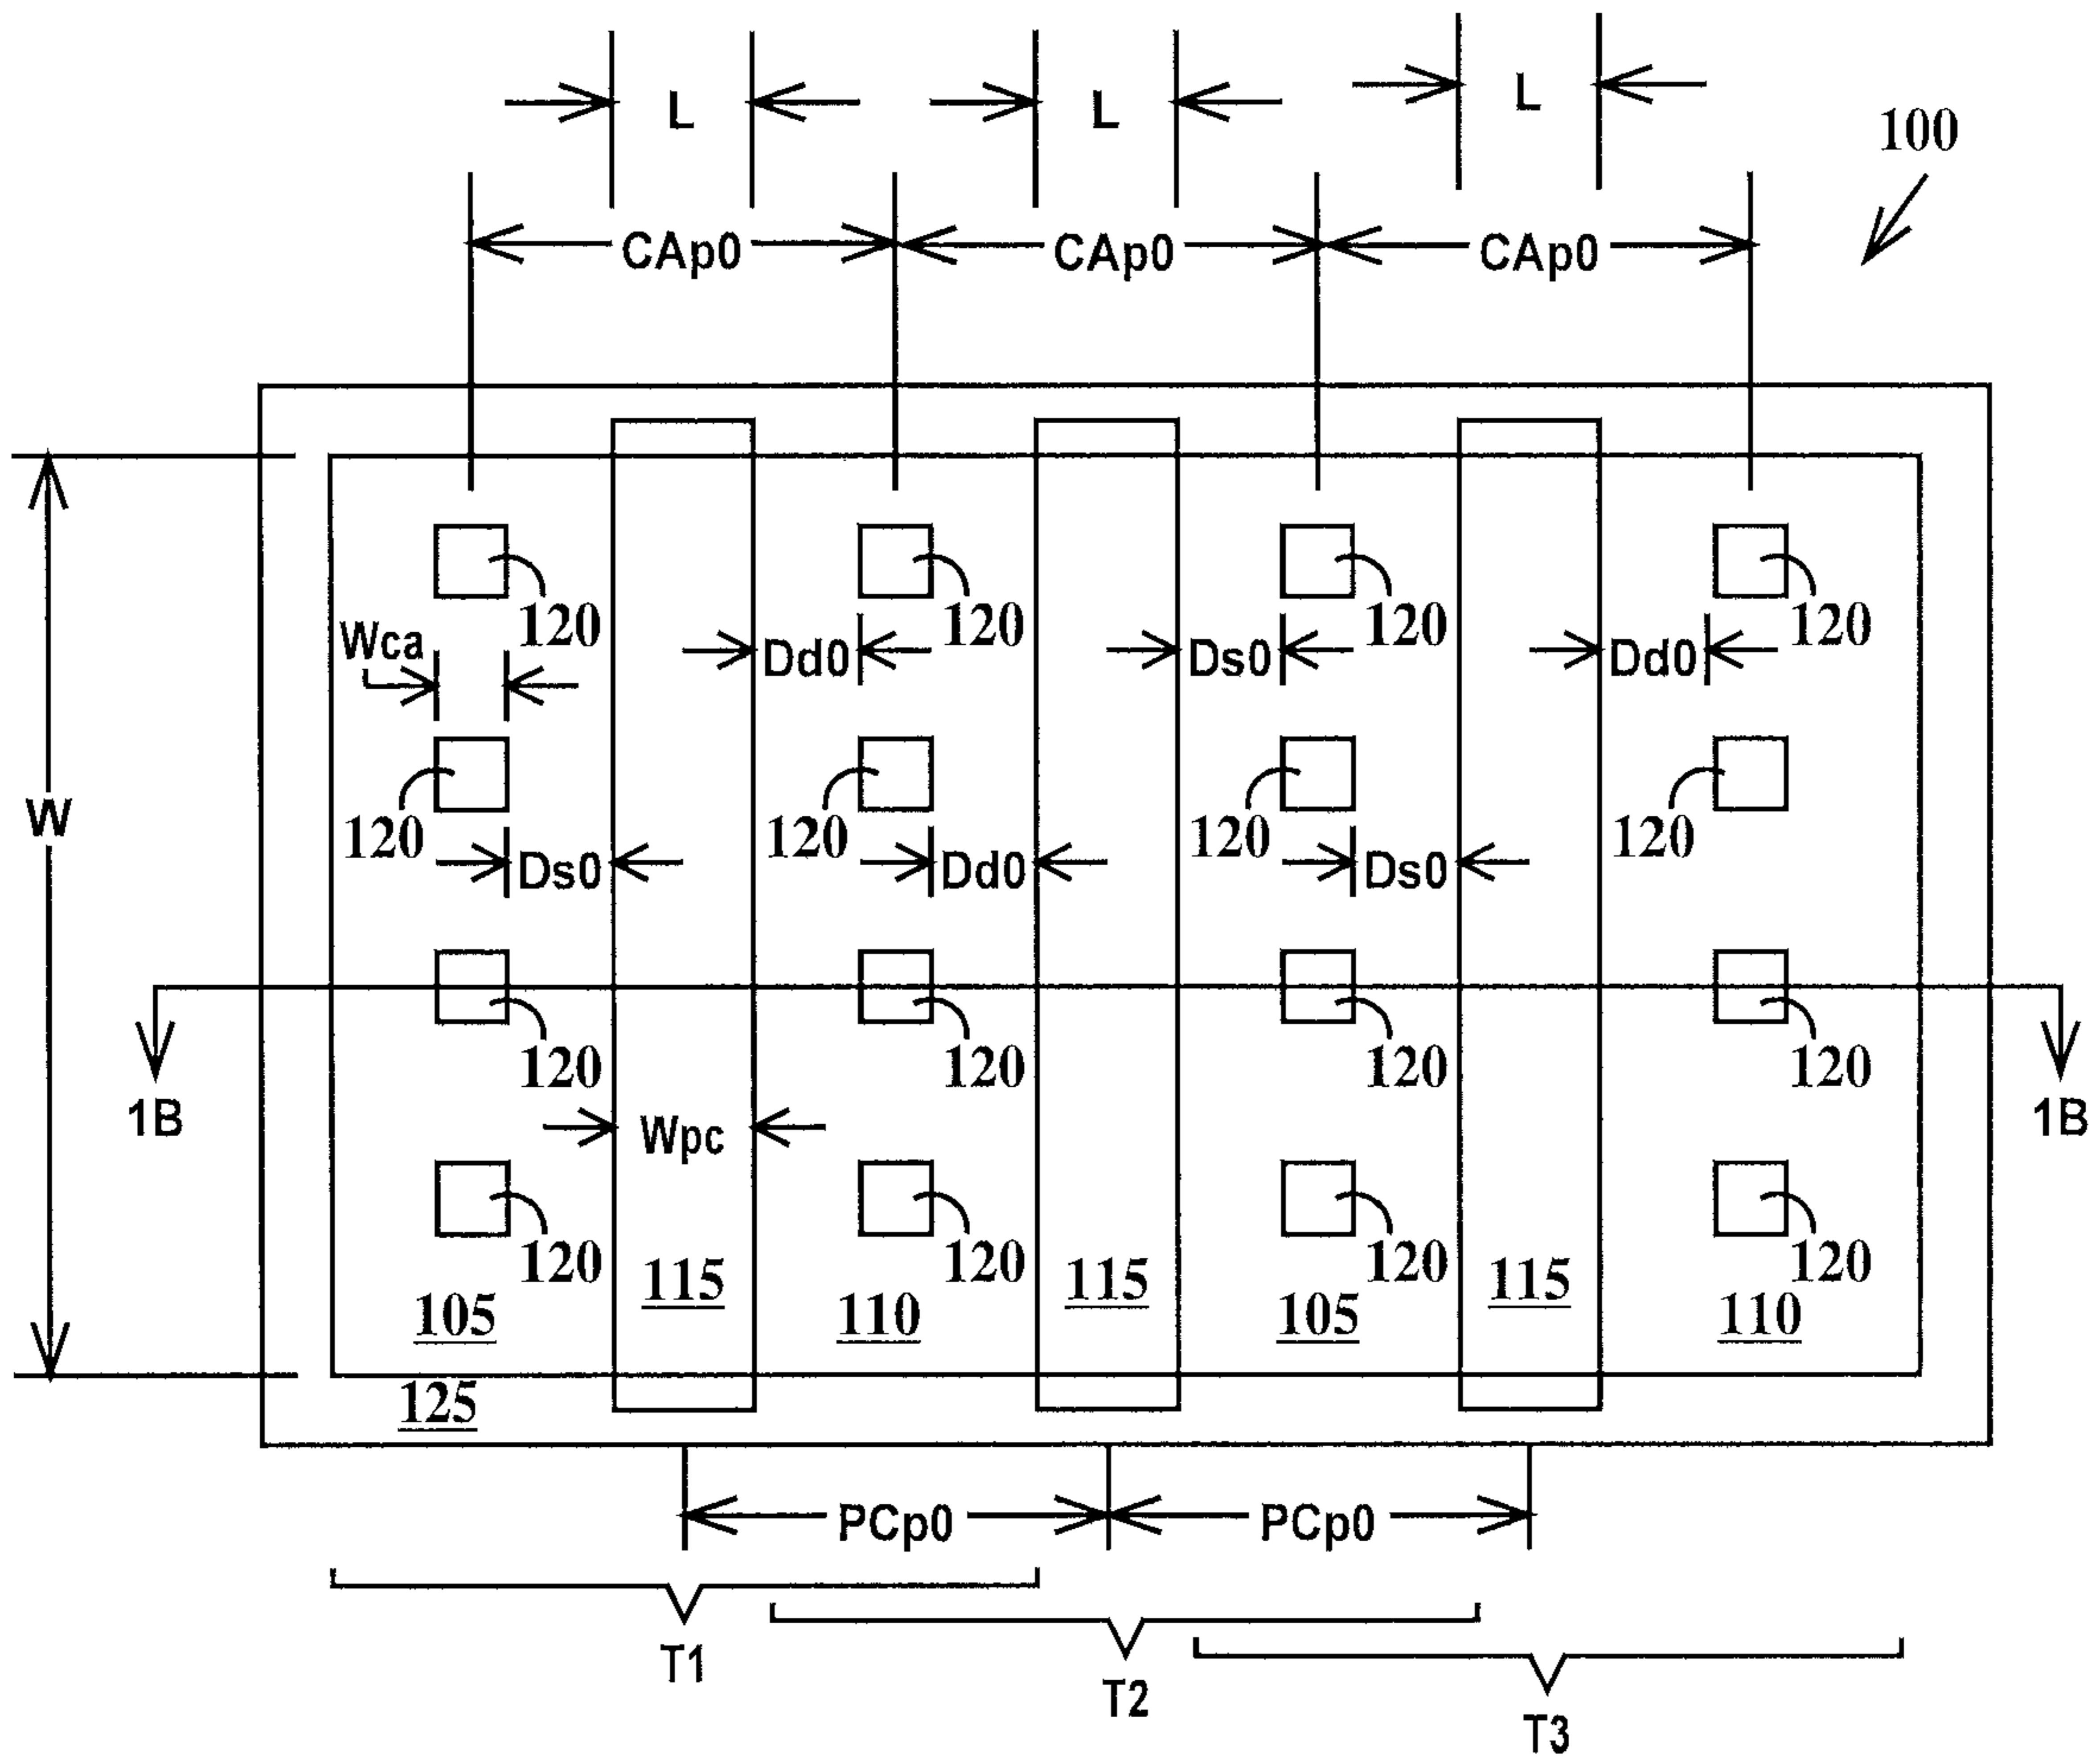 L L L
100
CAp0 CAp0 CAp0
120 120 120 120
Wca
Dd0 Ds0 Dd0
W
120 120 120 120
Ds0 Dd0 Ds0
120 120 120 120
1B 1B
Wpc
120 120 120 120
115 115 115
105 110 105 110
125
PCp0 PCp0
T1
T2
T3